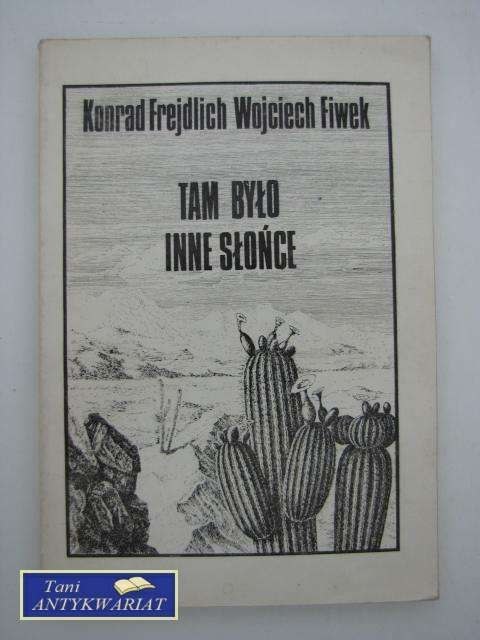 Konrad Frejdlich Wojciech Fiwek
TAM BYŁO
INNE SŁOŃCE
Tani
ANTYKWARIAT